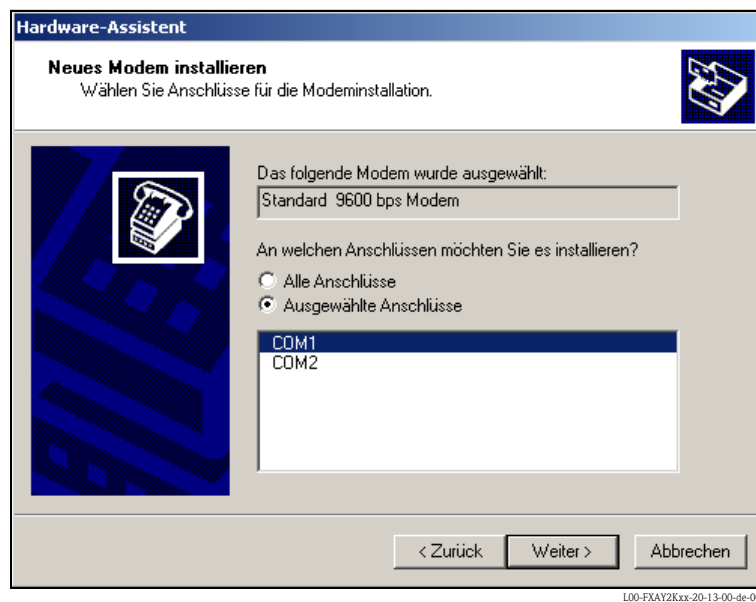 Hardware-Assistent
Neues Modem installieren
Wählen Sie Anschlüsse für die Modeminstallation.
Das folgende Modem wurde ausgewählt:
Standard 9600 bps Modem
An welchen Anschlüssen möchten Sie es installieren?
Alle Anschlüsse
Ausgewählte Anschlüsse
COM1
COM2
< Zurück
Weiter >
Abbrechen
L00-FXAY2Kxx-20-13-00-de-0